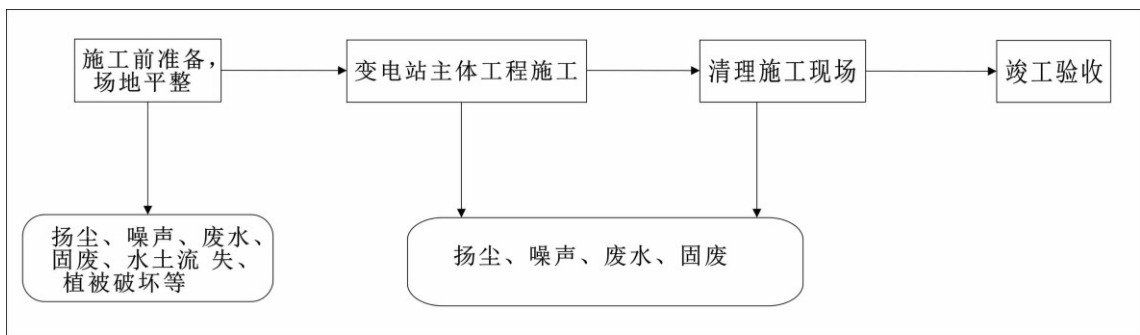 施工前准备，
场地平整
变电站主体工程施工
清理施工现场
竣工验收
扬尘、噪声、废水、
固废、水土流 失、
植被破坏等
扬尘、噪声、废水、固废